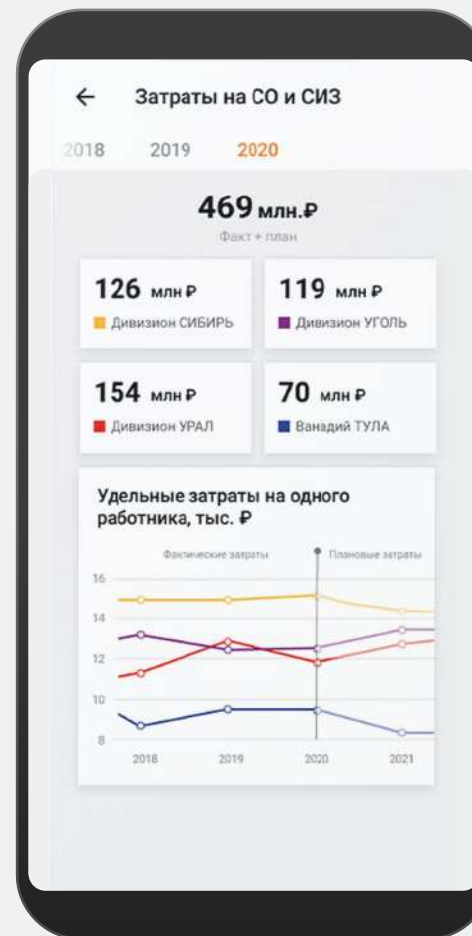 ← Затраты на СО и СИЗ
2018 2019 2020
469 млн.₽
Факт + план
126 млн ₽
Дивизион СИБИРЬ
119 млн ₽
Дивизион УГОЛЬ
154 млн ₽
Дивизион УРАЛ
70 млн ₽
Ванадий ТУЛА
Удельные затраты на одного
работника, тыс. ₽
Фактические затраты
Плановые затраты
16
14
12
10
8
2018 2019 2020 2021